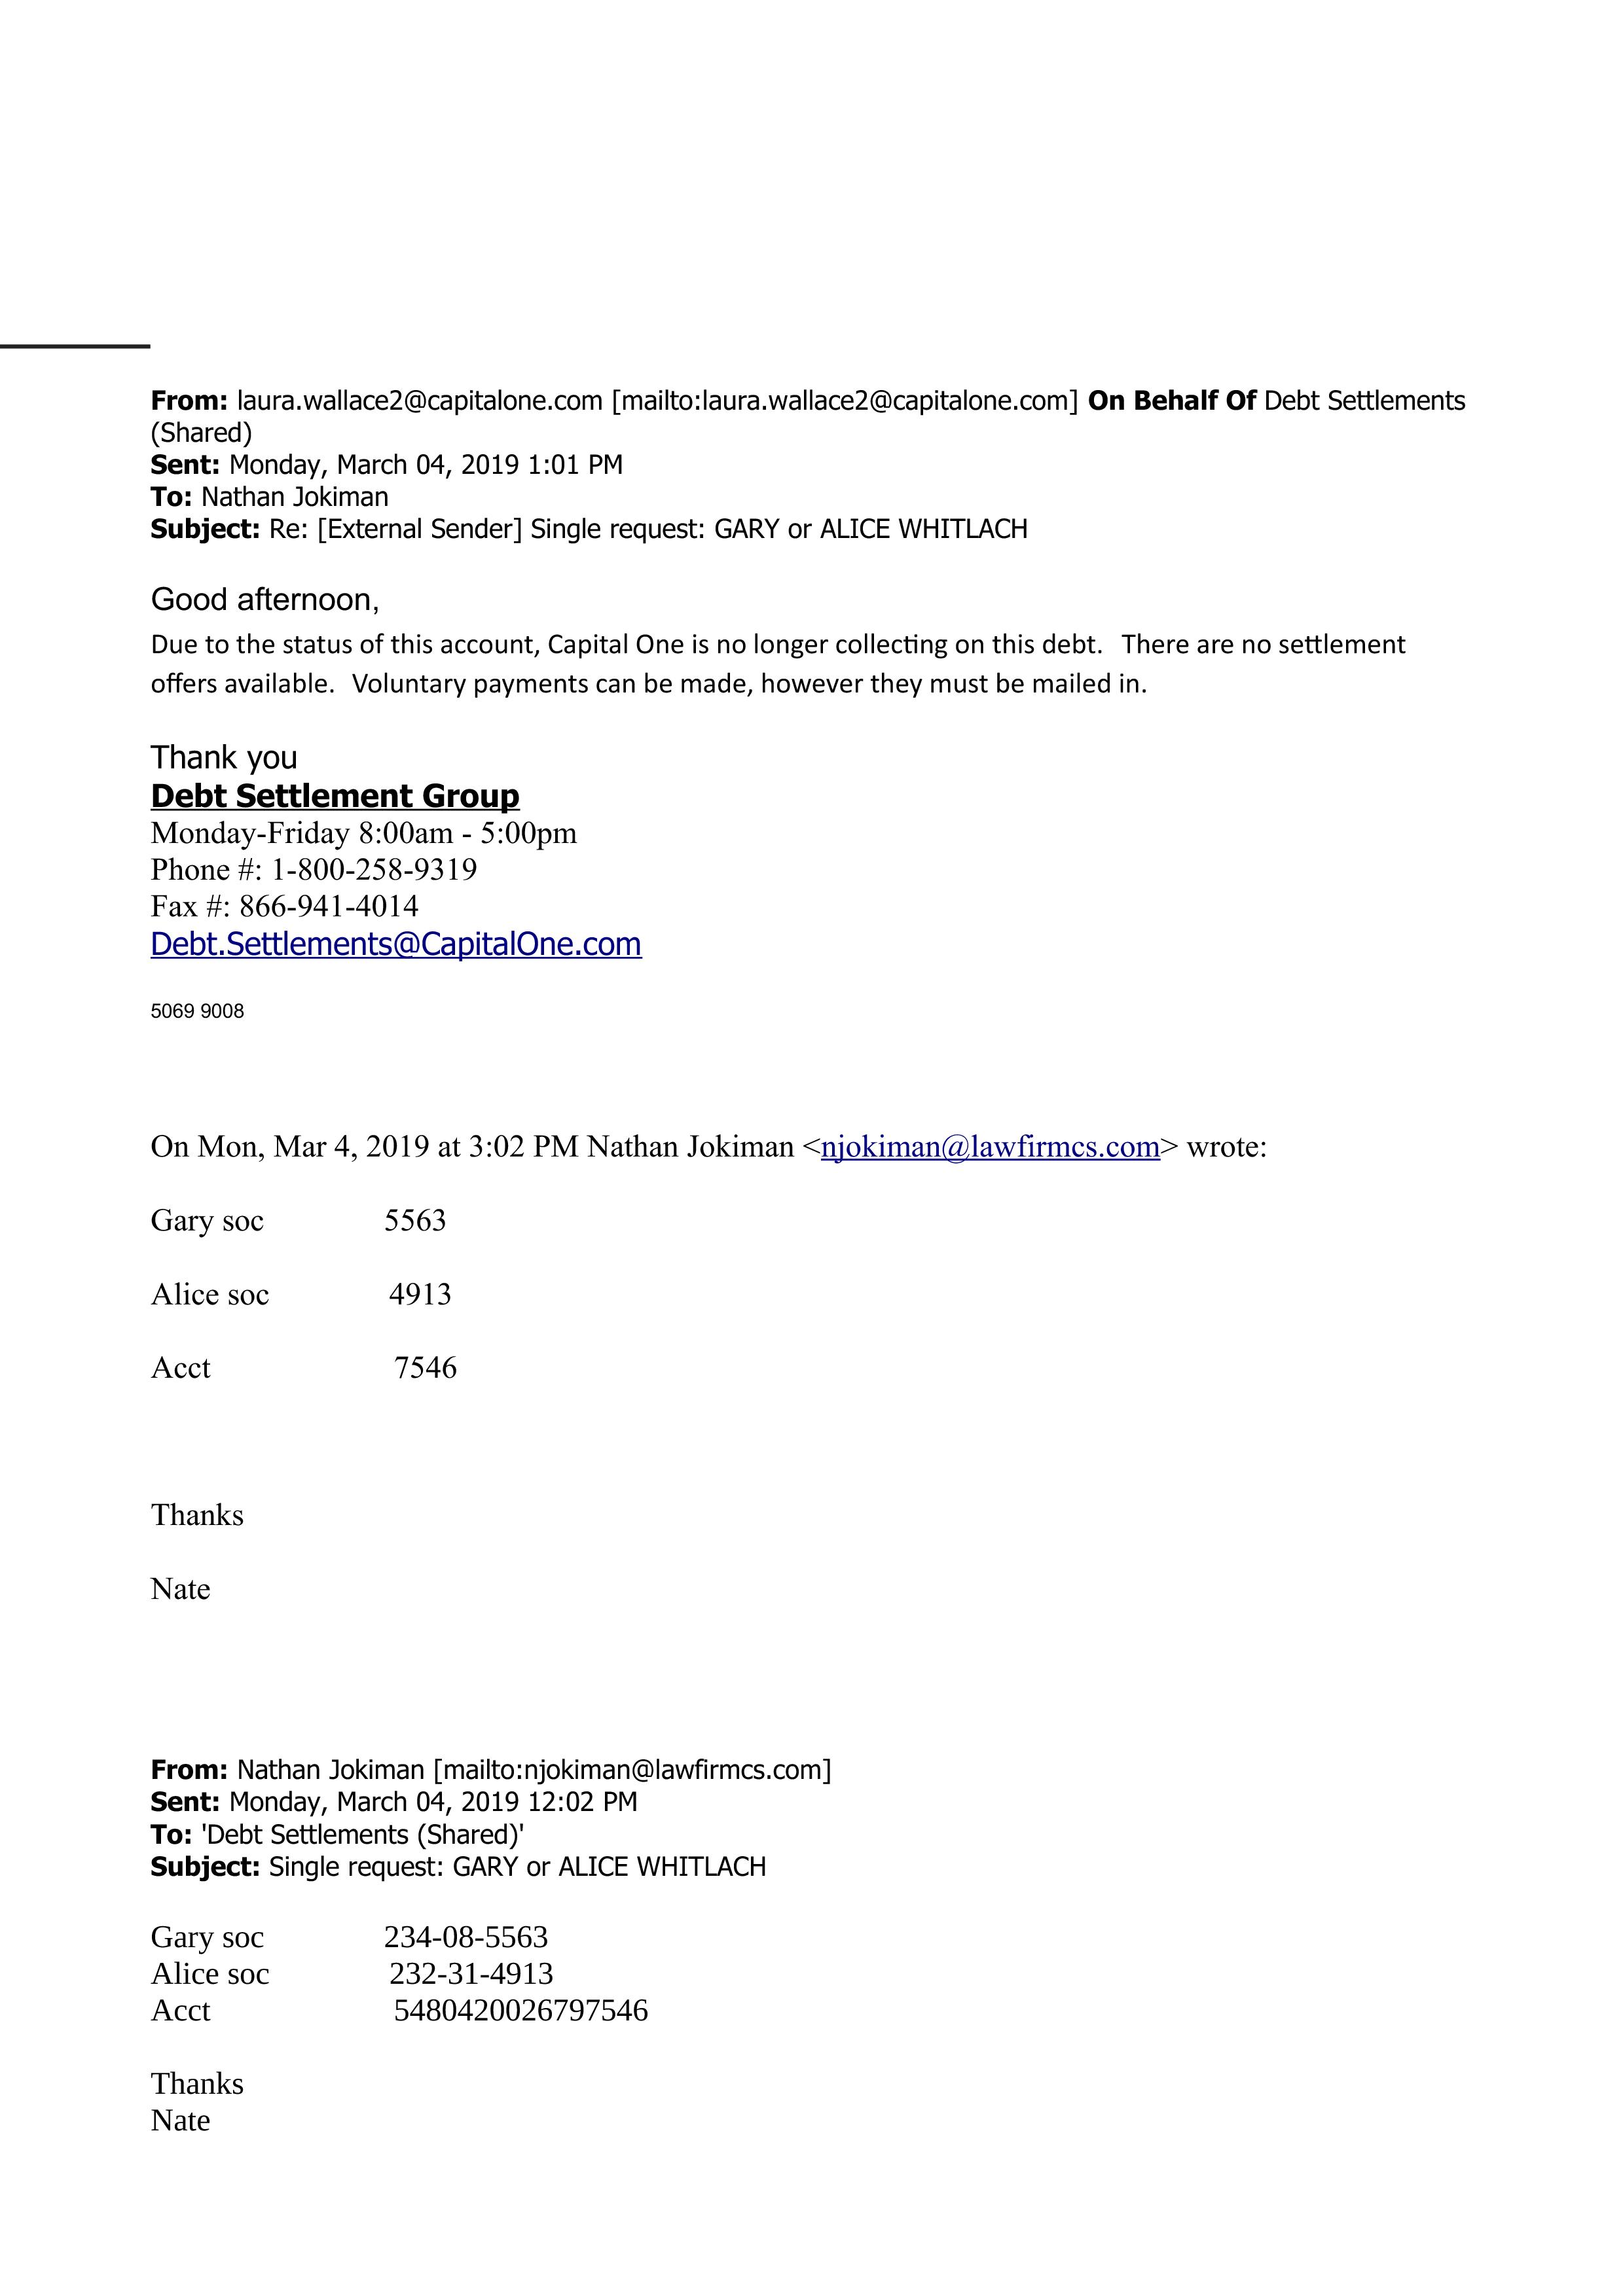 From: laura.wallace2@capitalone.com [mailto:laura.wallace2@capitalone.com] On Behalf Of Debt Settlements
(Shared)
Sent: Monday, March 04, 2019 1:01 PM
To: Nathan Jokiman
Subject: Re: [External Sender] Single request: GARY or ALICE WHITLACH
Good afternoon,
Due to the status of this account, Capital One is no longer collecting on this debt. There are no settlement
offers available. Voluntary payments can be made, however they must be mailed in.
Thank you
Debt Settlement Group
Monday-Friday 8:00am - 5:00pm
Phone #: 1-800-258-9319
Fax #: 866-941-4014
Debt.Settlements@CapitalOne.com
5069 9008
On Mon, Mar 4, 2019 at 3:02 PM Nathan Jokiman <njokiman@lawfirmcs.com> wrote:
Gary soc 5563
Alice soc 4913
Acct 7546
Thanks
Nate
From: Nathan Jokiman [mailto:njokiman@lawfirmcs.com]
Sent: Monday, March 04, 2019 12:02 PM
To: 'Debt Settlements (Shared)'
Subject: Single request: GARY or ALICE WHITLACH
Gary soc 234-08-5563
Alice soc 232-31-4913
Acct 5480420026797546
Thanks
Nate